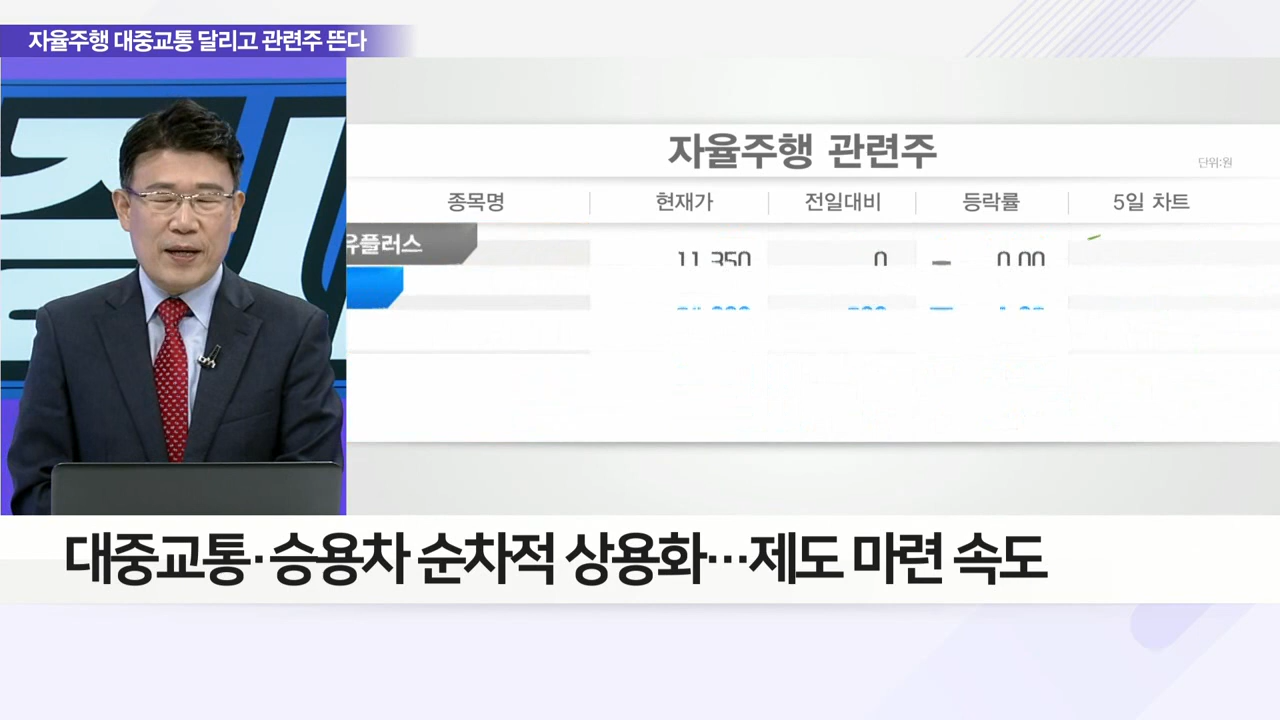 자율주행 대중교통 달리고 관련주 뜬다
자율주행 관련주
단위:원
종목명 현재가 전일대비 등락률 5일 차트
유플러스 11,350 0 0.00
대중교통·승용차 순차적 상용화…제도 마련 속도